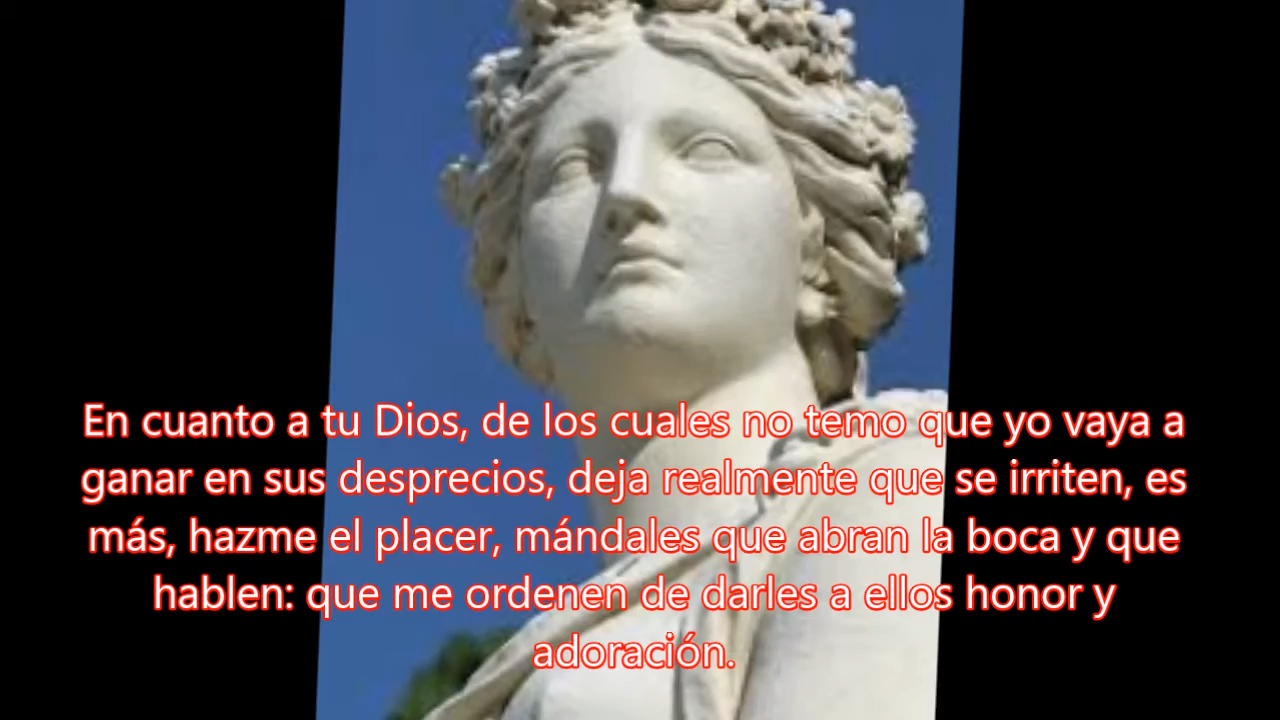 En cuanto a tu Dios, de los cuales no temo que yo vaya a
ganar en sus desprecios, deja realmente que se irriten, es
más, hazme el placer, mándales que abran la boca y que
hablen: que me ordenen de darles a ellos honor y
adoración.